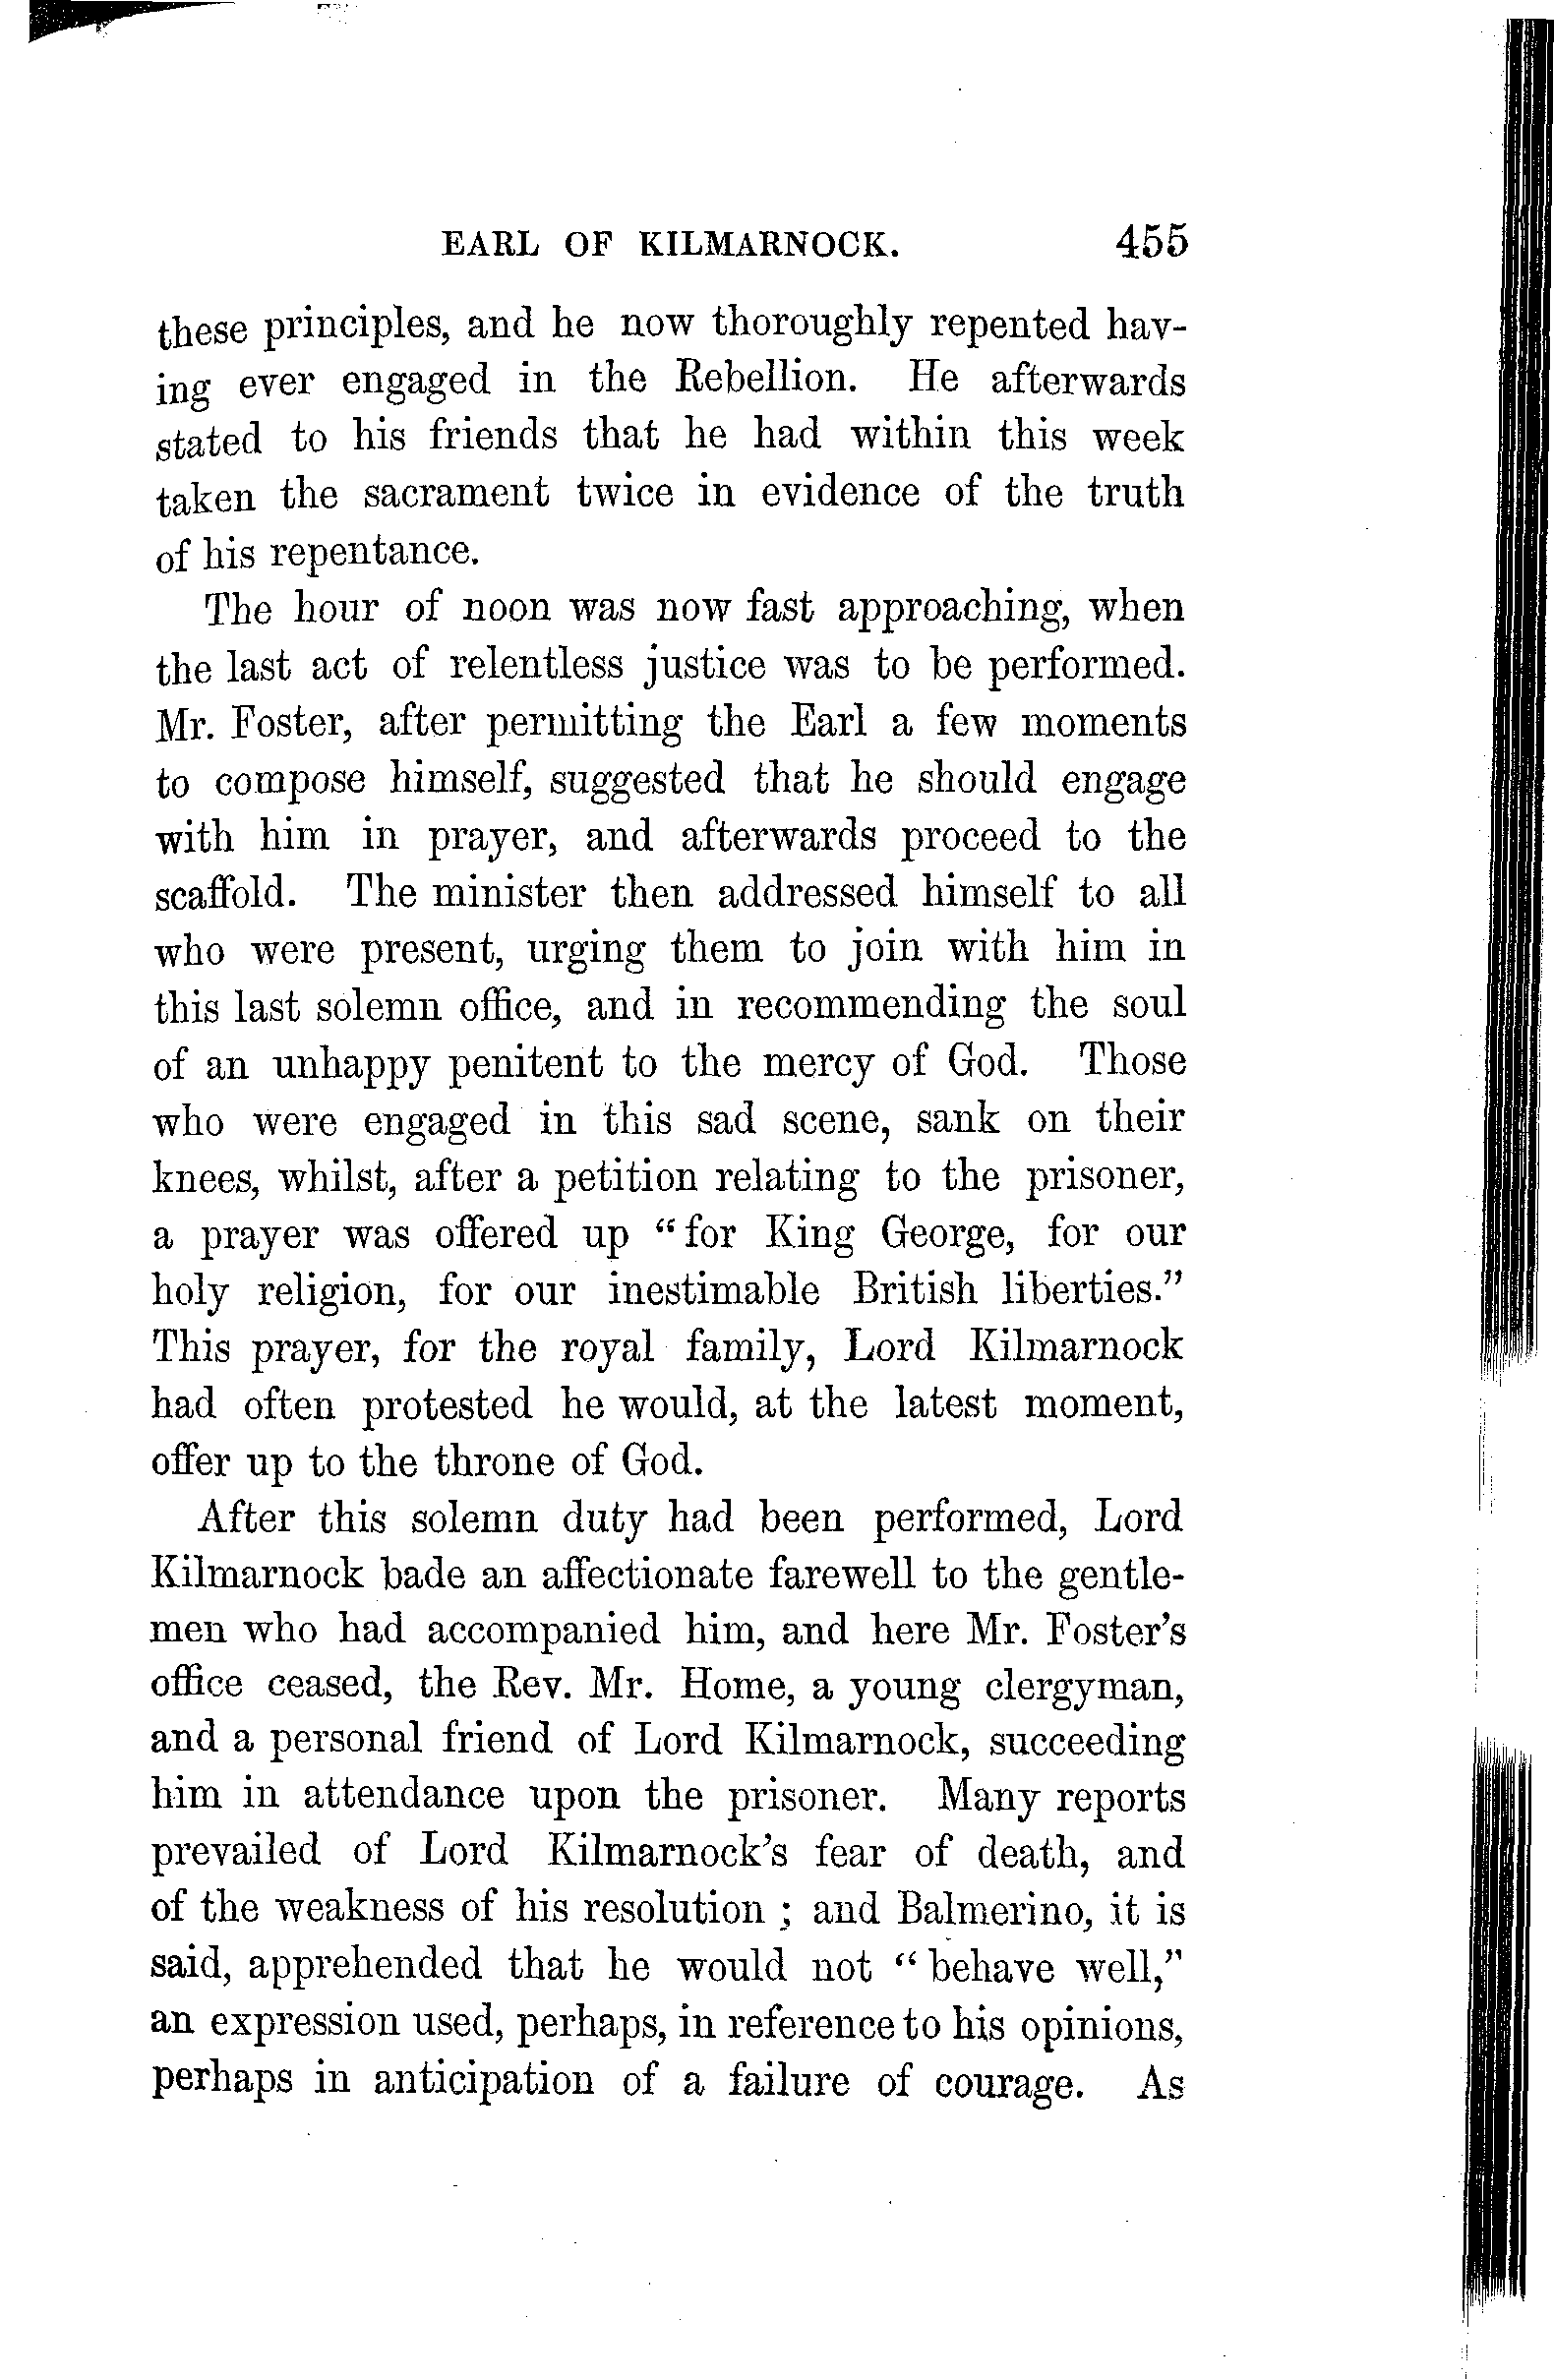 EARL OF KILMARNOCK. 455
these principles, and he now thoroughly repented hav-
ing ever engaged in the Rebellion. He afterwards
stated to his friends that he had within this week
taken the sacrament twice in evidence of the truth
of his repentance.
The hour of noon was now fast approaching, when
the last act of relentless justice was to be performed.
Mr. Foster, after permitting the Earl a few moments
to compose himself, suggested that he should engage
with him in prayer, and afterwards proceed to the
scaffold. The minister then addressed himself to all
who were present, urging them to join with him in
this last solemn office, and in recommending the soul
of an unhappy penitent to the mercy of God. Those
who were engaged in this sad scene, sank on their
knees, whilst, after a petition relating to the prisoner,
a prayer was offered up "for King George, for our
holy religion, for our inestimable British liberties."
This prayer, for the royal family, Lord Kilmarnock
had often protested he would, at the latest moment,
offer up to the throne of God.
After this solemn duty had been performed, Lord
Kilmarnock bade an affectionate farewell to the gentle-
men who had accompanied him, and here Mr. Foster's
office ceased, the Rev. Mr. Home, a young clergyman,
and a personal friend of Lord Kilmarnock, succeeding
him in attendance upon the prisoner. Many reports
prevailed of Lord Kilmarnock's fear of death, and
of the weakness of his resolution ; and Balmerino, it is
said, apprehended that he would not "behave well,"
an expression used, perhaps, in reference to his opinions,
perhaps in anticipation of a failure of courage. As